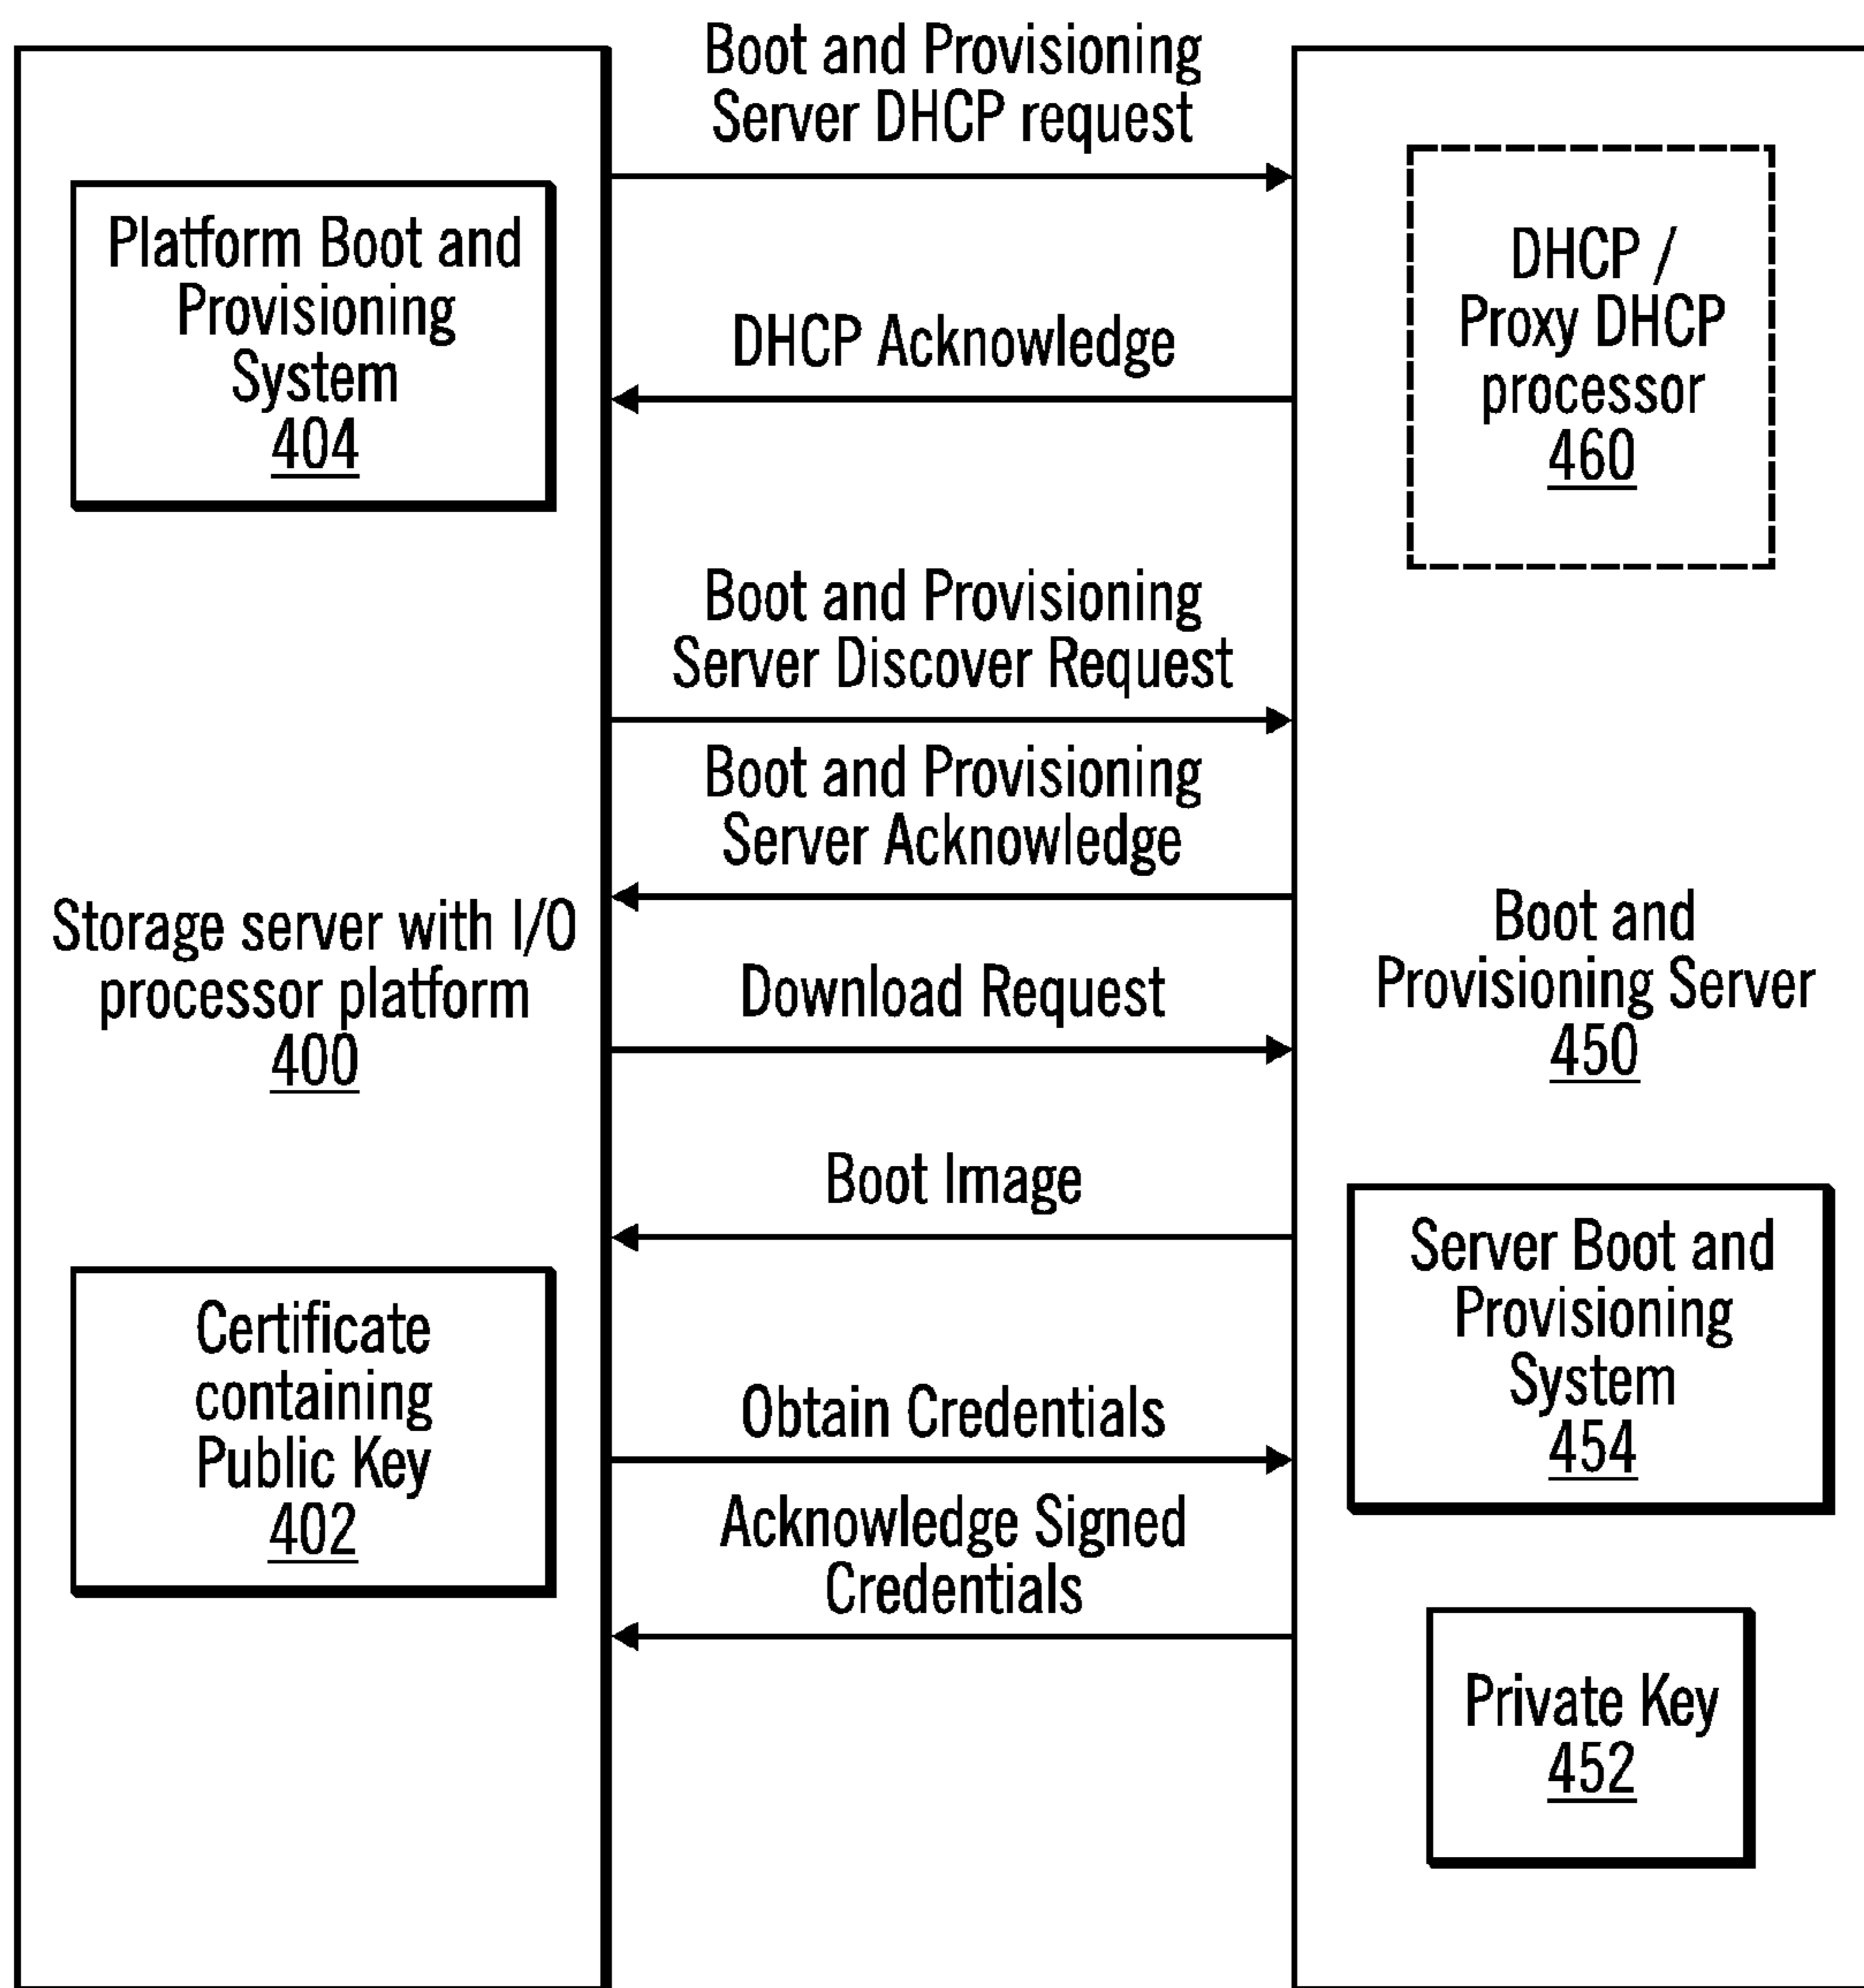 Boot and Provisioning
Server DHCP request
Platform Boot and
Provisioning
System
404
DHCP /
Proxy DHCP
processor
460
DHCP Acknowledge
Boot and Provisioning
Server Discover Request
Boot and Provisioning
Server Acknowledge
Storage server with I/O
processor platform
400
Download Request
Boot and
Provisioning Server
450
Boot Image
Server Boot and
Provisioning
System
454
Certificate
containing
Public Key
402
Obtain Credentials
Acknowledge Signed
Credentials
Private Key
452